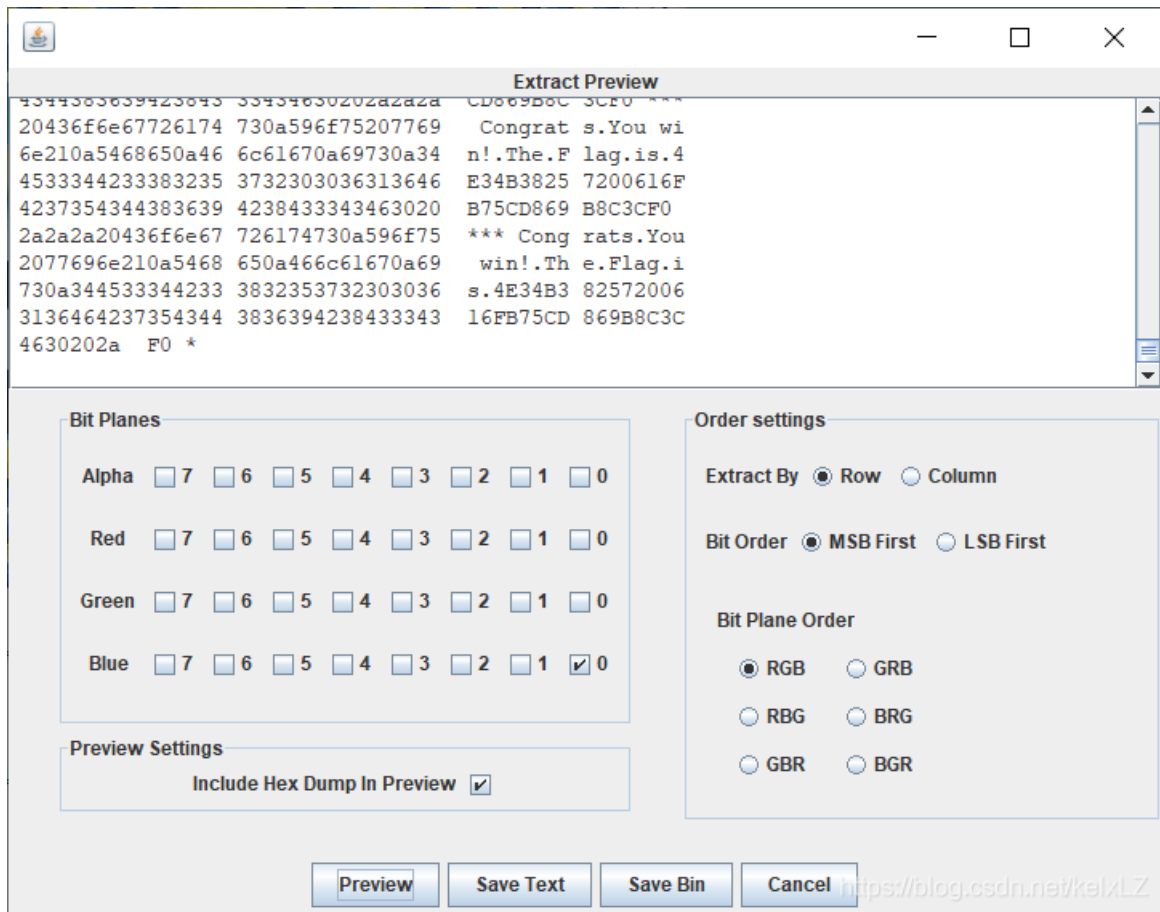 Extract Preview
4344383639423843 33434630202a2a2a CD869B8C 3CF0 ***
20436f6e67726174 730a596f75207769 Congrat s.You wi
6e210a5468650a46 6c61670a69730a34 n!.The.F lag.is.4
4533344233383235 3732303036313646 E34B3825 7200616F
4237354344383639 4238433343463020 B75CD869 B8C3CF0
2a2a2a20436f6e67 726174730a596f75 *** Cong rats.You
2077696e210a5468 650a466c61670a69 win!.Th e.Flag.i
730a344533344233 3832353732303036 s.4E34B3 82572006
3136464237354344 3836394238433343 16FB75CD 869B8C3C
4630202a F0 *
Bit Planes
Alpha 7 6 5 4 3 2 1 0
Red 7 6 5 4 3 2 1 0
Green 7 6 5 4 3 2 1 0
Blue 7 6 5 4 3 2 1 0
Preview Settings
Include Hex Dump In Preview
Order settings
Extract By Row Column
Bit Order MSB First LSB First
Bit Plane Order
RGB GRB
RBG BRG
GBR BGR
Preview Save Text Save Bin Cancel
https://blog.csdn.net/kelxLZ